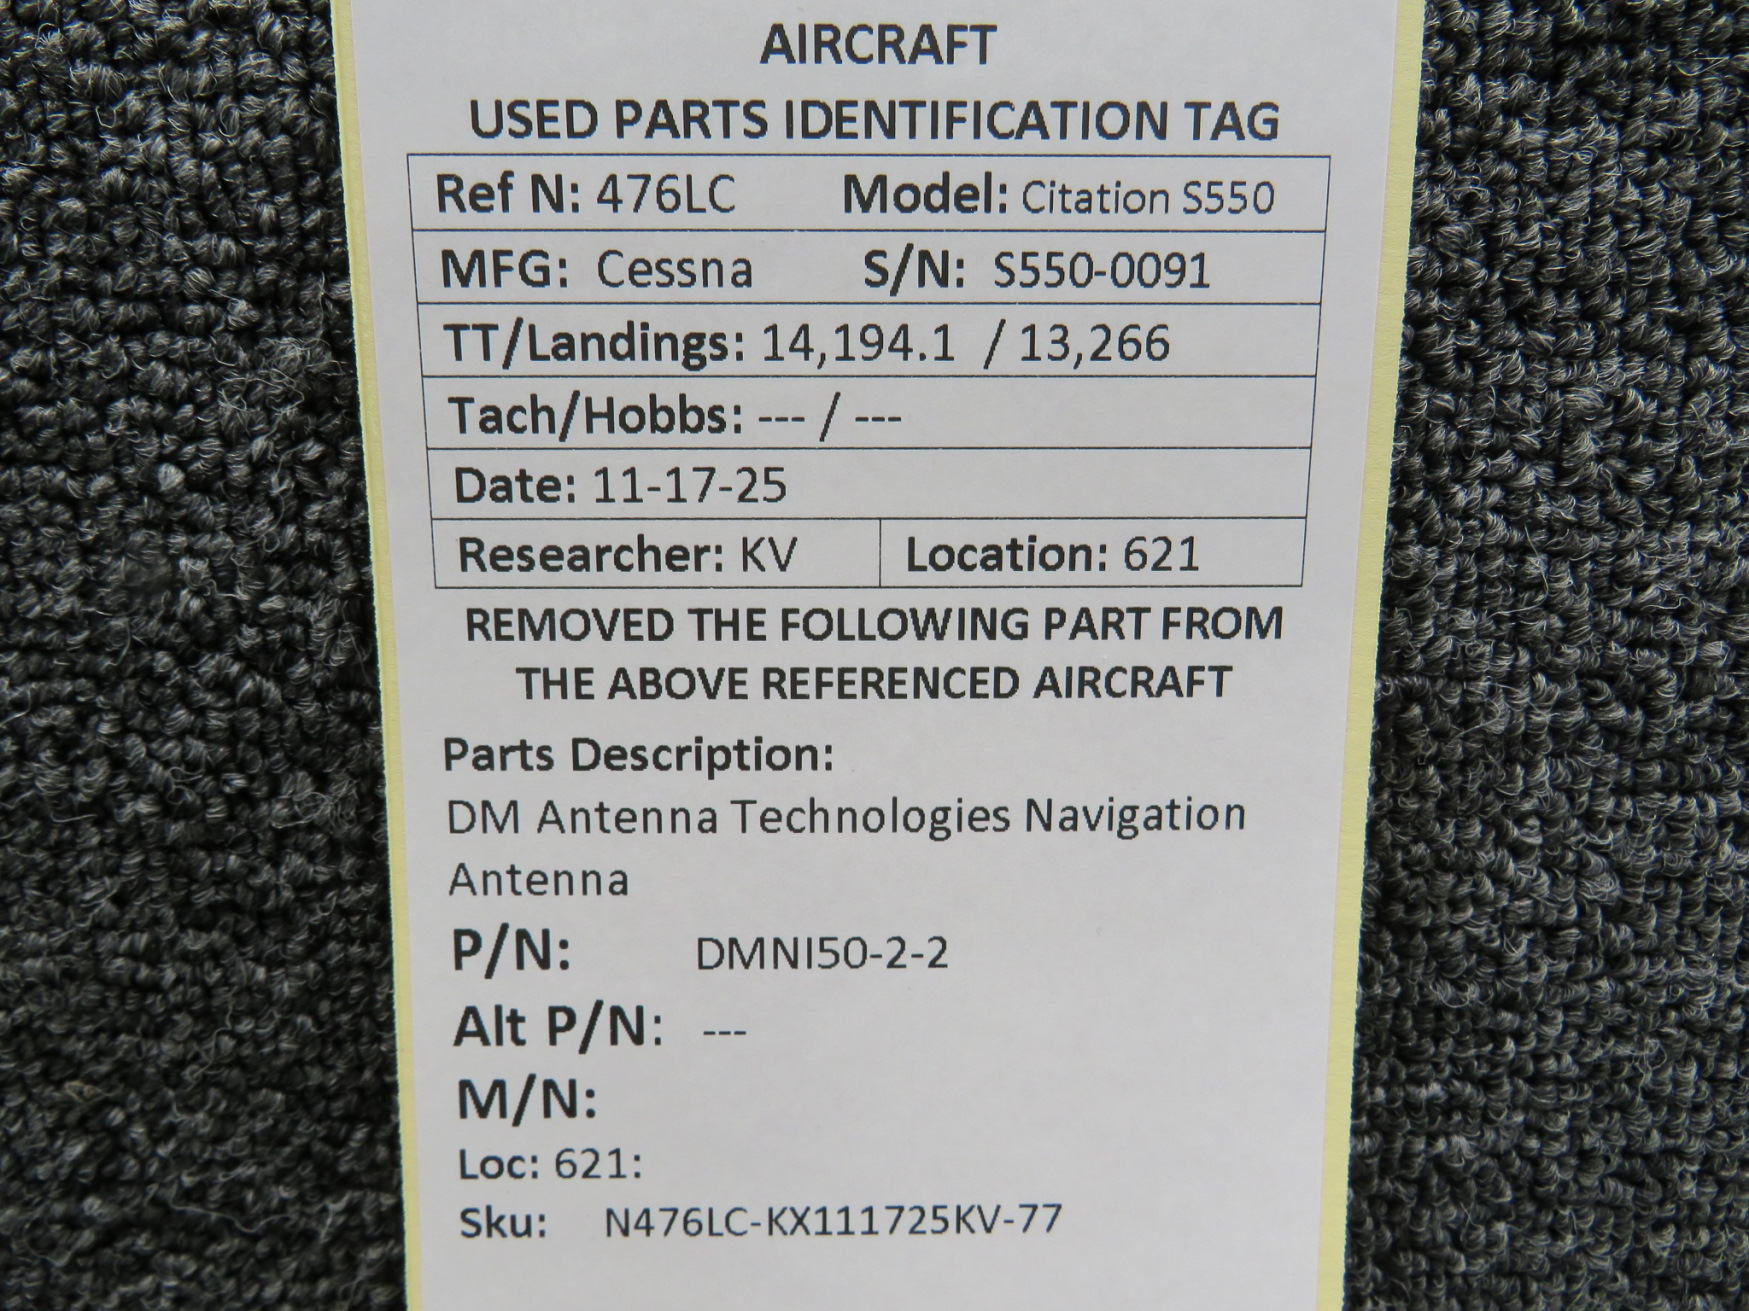 AIRCRAFT
USED PARTS IDENTIFICATION TAG
Ref N: 476LC Model: Citation S550
MFG: Cessna S/N: S550-0091
TT/Landings: 14,194.1 / 13,266
Tach/Hobbs: --- / ---
Date: 11-17-25
Researcher: KV Location: 621
REMOVED THE FOLLOWING PART FROM
THE ABOVE REFERENCED AIRCRAFT
Parts Description:
DM Antenna Technologies Navigation
Antenna
P/N: DMNI50-2-2
Alt P/N: ---
M/N:
Loc: 621:
Sku: N476LC-KX111725KV-77